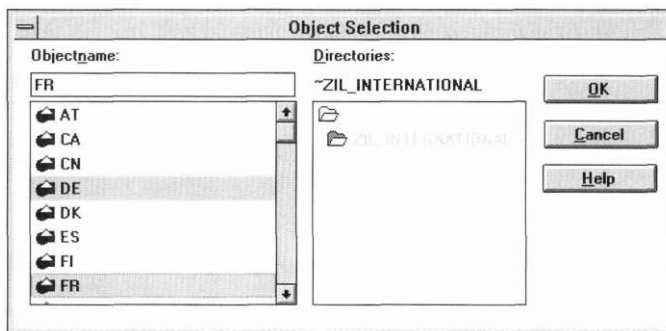 Object Selection
Objectname:
FR
AT
CA
CN
DE
DK
ES
FI
FR
Directories:
~ZIL_INTERNATIONAL
ZIL_INTERNATIONAL
OK
Cancel
Help